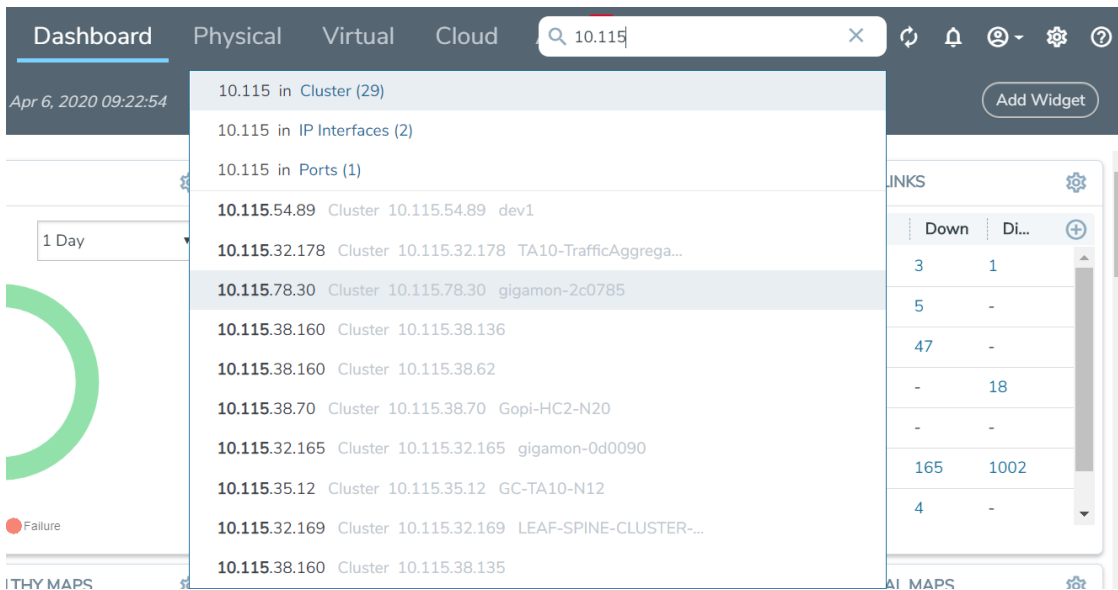 Dashboard Physical Virtual Cloud 10.115
Apr 6, 2020 09:22:54
Add Widget
10.115 in Cluster (29)
10.115 in IP Interfaces (2)
10.115 in Ports (1)
10.115.54.89 Cluster 10.115.54.89 dev1
10.115.32.178 Cluster 10.115.32.178 TA10-TrafficAggrega...
10.115.78.30 Cluster 10.115.78.30 gigamon-2c0785
10.115.38.160 Cluster 10.115.38.136
10.115.38.160 Cluster 10.115.38.62
10.115.38.70 Cluster 10.115.38.70 Gopi-HC2-N20
10.115.32.165 Cluster 10.115.32.165 gigamon-0d0090
10.115.35.12 Cluster 10.115.35.12 GC-TA10-N12
10.115.32.169 Cluster 10.115.32.169 LEAF-SPINE-CLUSTER-...
10.115.38.160 Cluster 10.115.38.135
1 Day
Failure
THY MAPS
INKS
Down Di...
3 1
5 -
47 -
- 18
- -
165 1002
4 -
AL MAPS